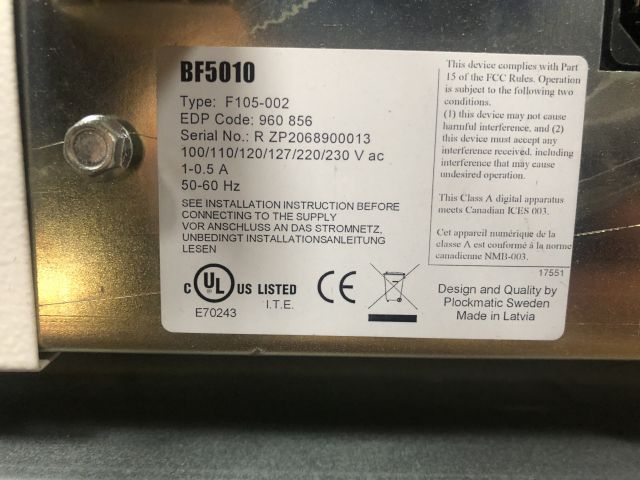 BF5010
Type: F105-002
EDP Code: 960 856
Serial No.: R ZP2068900013
100/110/120/127/220/230 V ac
1-0.5 A
50-60 Hz
SEE INSTALLATION INSTRUCTION BEFORE
CONNECTING TO THE SUPPLY
VOR ANSCHLUSS AN DAS STROMNETZ,
UNBEDINGT INSTALLATIONSANLEITUNG
LESEN
C UL US LISTED
I.T.E.
E70243
CE
This device complies with Part
15 of the FCC Rules. Operation
is subject to the following two
conditions.
(1) this device may not cause
harmful interference, and (2)
this device must accept any
interference received, including
interference that may cause
undesired operation.
This Class A digital apparatus
meets Canadian ICES 003.
Cet appareil numérique de la
classe A est conformé à la norme
canadienne NMB-003.
17551
Design and Quality by
Plockmatic Sweden
Made in Latvia